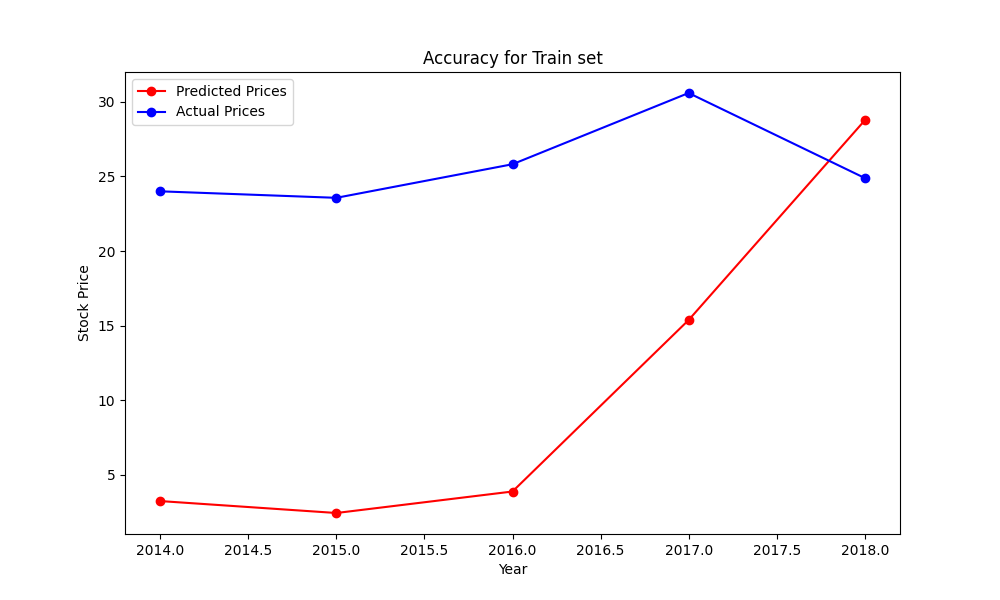 Accuracy for Train set
Predicted Prices
Actual Prices
30
25
20
15
10
5
Stock Price
2014.0 2014.5 2015.0 2015.5 2016.0 2016.5 2017.0 2017.5 2018.0
Year